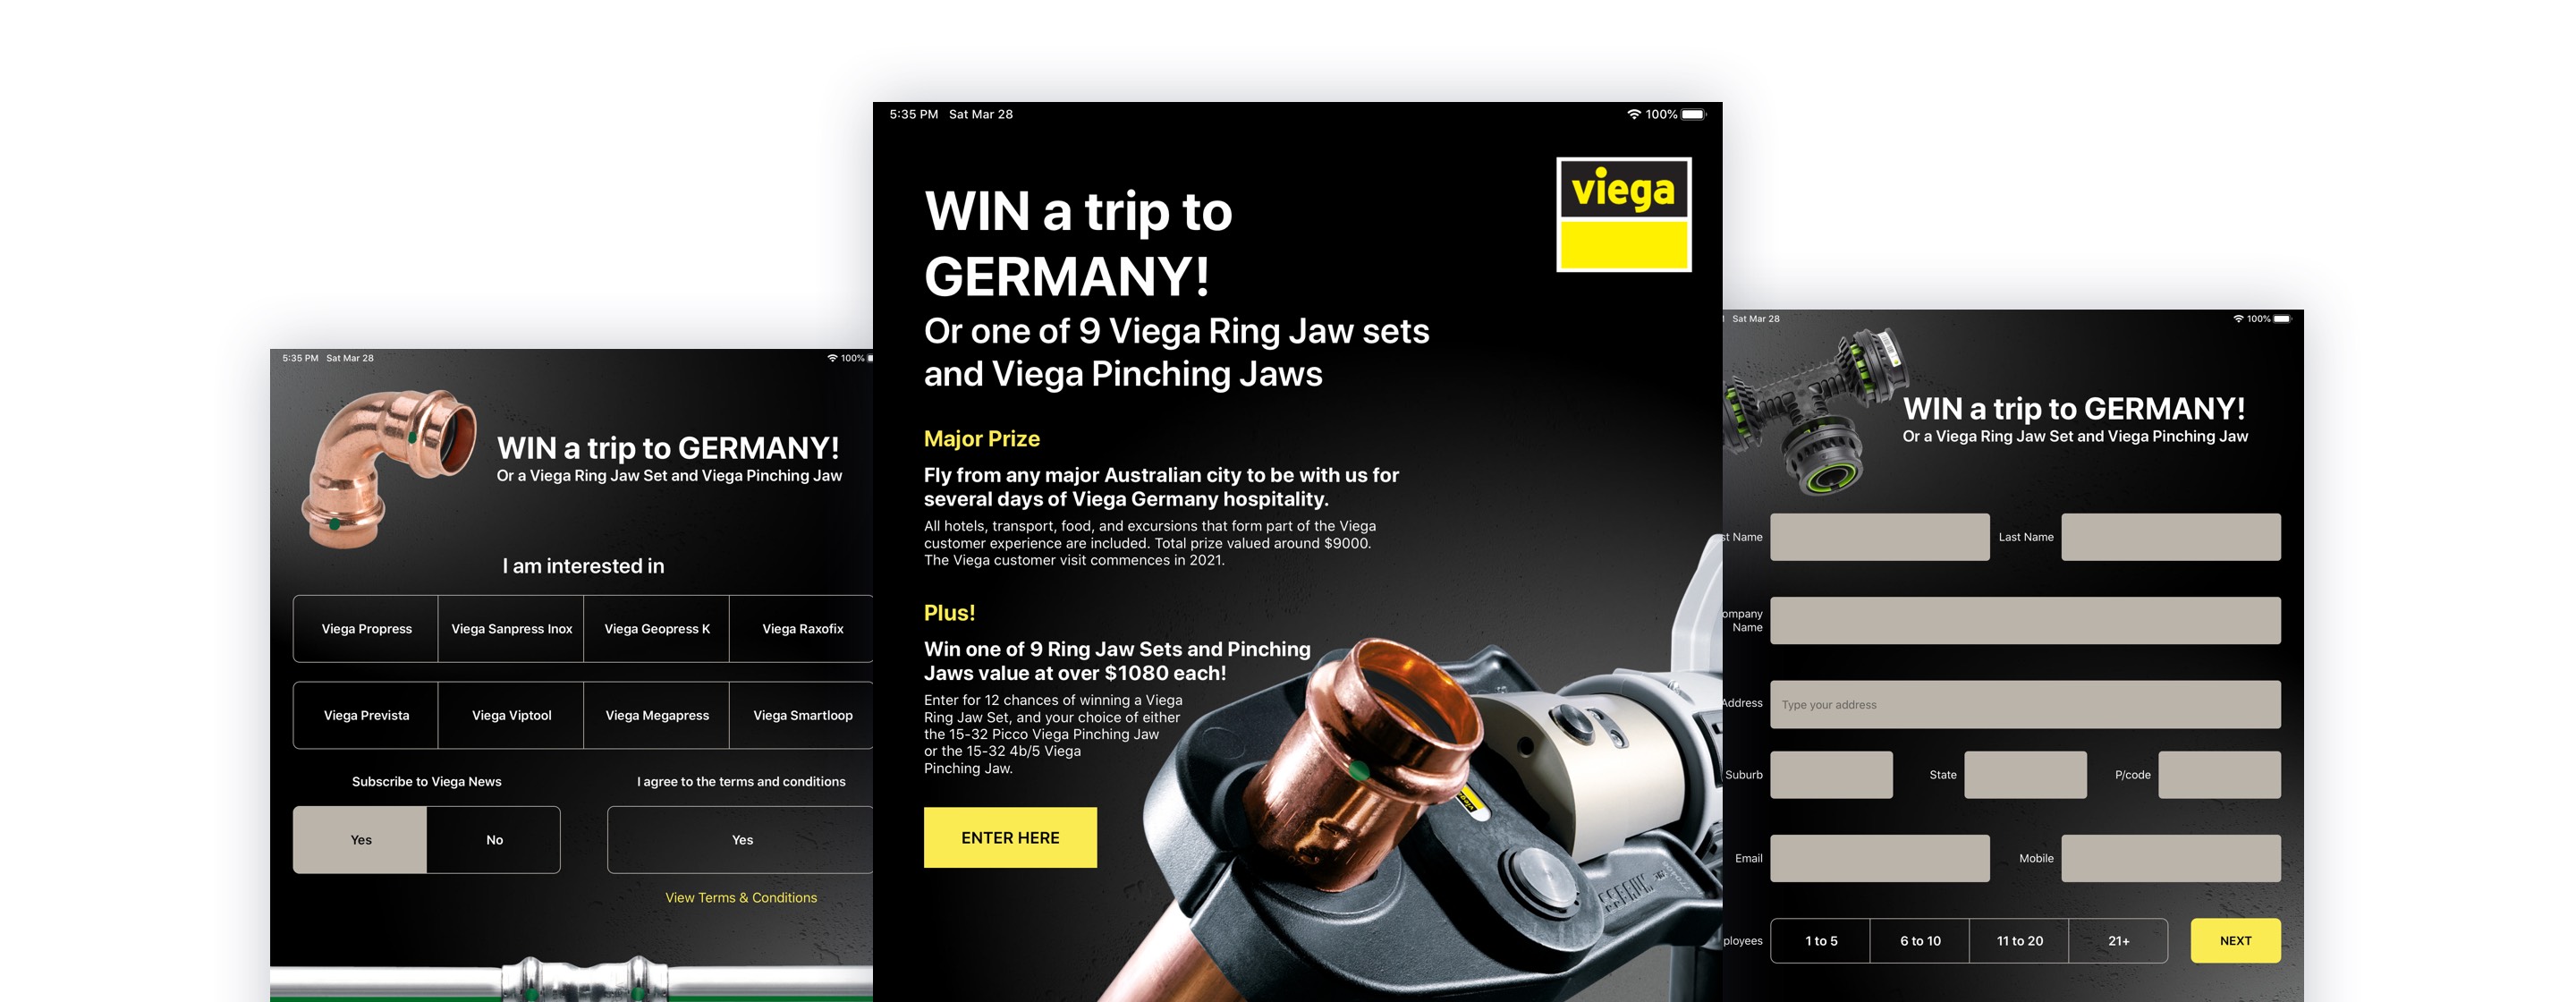 5:35 PM Sat Mar 28
100%
WIN a trip to GERMANY!
Or a Viega Ring Jaw Set and Viega Pinching Jaw
I am interested in
Viega Propress
Viega Sanpress Inox
Viega Geopress K
Viega Raxofix
Viega Prevista
Viega Viptool
Viega Megapress
Viega Smartloop
Subscribe to Viega News
I agree to the terms and conditions
Yes
No
Yes
View Terms & Conditions
5:35 PM Sat Mar 28
100%
viega
WIN a trip to
GERMANY!
Or one of 9 Viega Ring Jaw sets
and Viega Pinching Jaws
Major Prize
Fly from any major Australian city to be with us for
several days of Viega Germany hospitality.
All hotels, transport, food, and excursions that form part of the Viega
customer experience are included. Total prize valued around $9000.
The Viega customer visit commences in 2021.
Plus!
Win one of 9 Ring Jaw Sets and Pinching
Jaws value at over $1080 each!
Enter for 12 chances of winning a Viega
Ring Jaw Set, and your choice of either
the 15-32 Picco Viega Pinching Jaw
or the 15-32 4b/5 Viega
Pinching Jaw.
ENTER HERE
Sat Mar 28
100%
WIN a trip to GERMANY!
Or a Viega Ring Jaw Set and Viega Pinching Jaw
st Name
Last Name
ompany
Name
Address
Type your address
Suburb
State
P/code
Email
Mobile
ployees
1 to 5
6 to 10
11 to 20
21+
NEXT